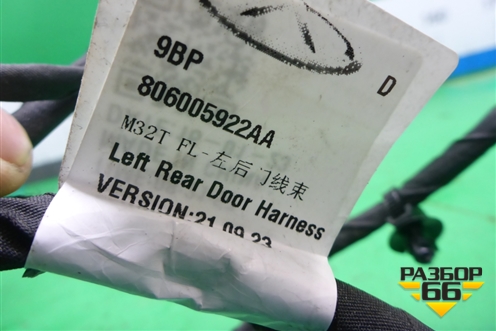 9BP
D
806005922AA
M32T FL-左后门线束
Left Rear Door Harness
VERSION:21.09.23
РАЗБОР
66